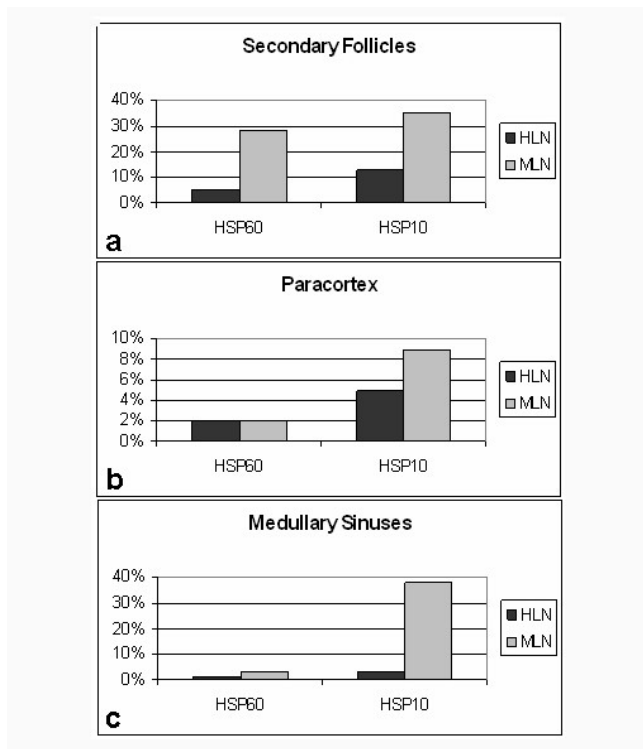 Secondary Follicles
40%
30%
20%
10%
0%
HSP60 HSP10
HLN
MLN
a
Paracortex
10%
8%
6%
4%
2%
0%
HSP60 HSP10
HLN
MLN
b
Medullary Sinuses
40%
30%
20%
10%
0%
HSP60 HSP10
HLN
MLN
c